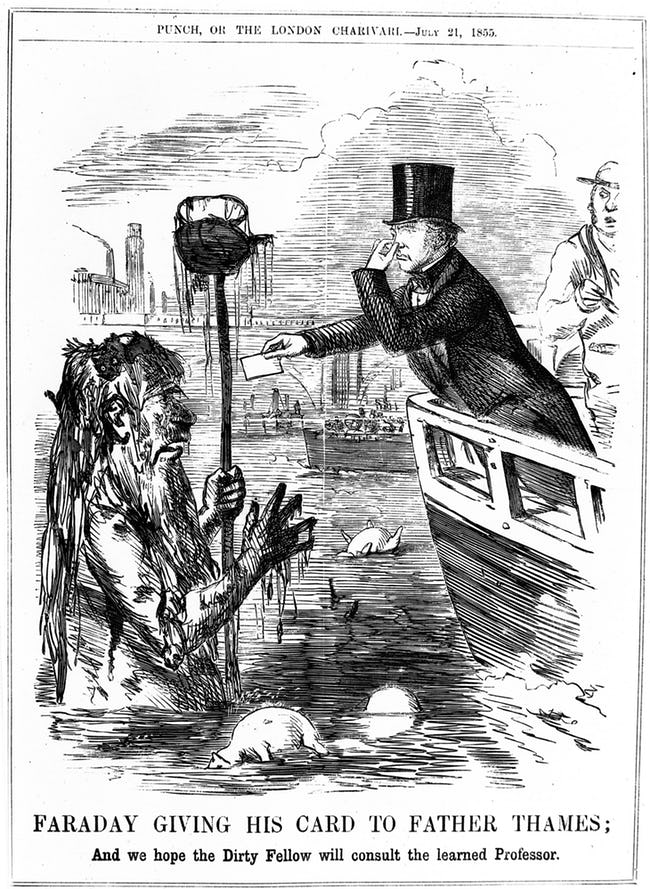 PUNCH, OR THE LONDON CHARIVARI.—JULY 21, 1855.
FARADAY GIVING HIS CARD TO FATHER THAMES;
And we hope the Dirty Fellow will consult the learned Professor.